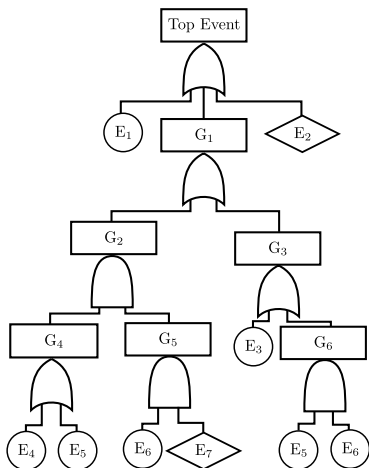 Top Event
E₁
G₁
E₂
G₂
G₃
G₄
G₅
E₃
G₆
E₄
E₅
E₆
E₇
E₅
E₆